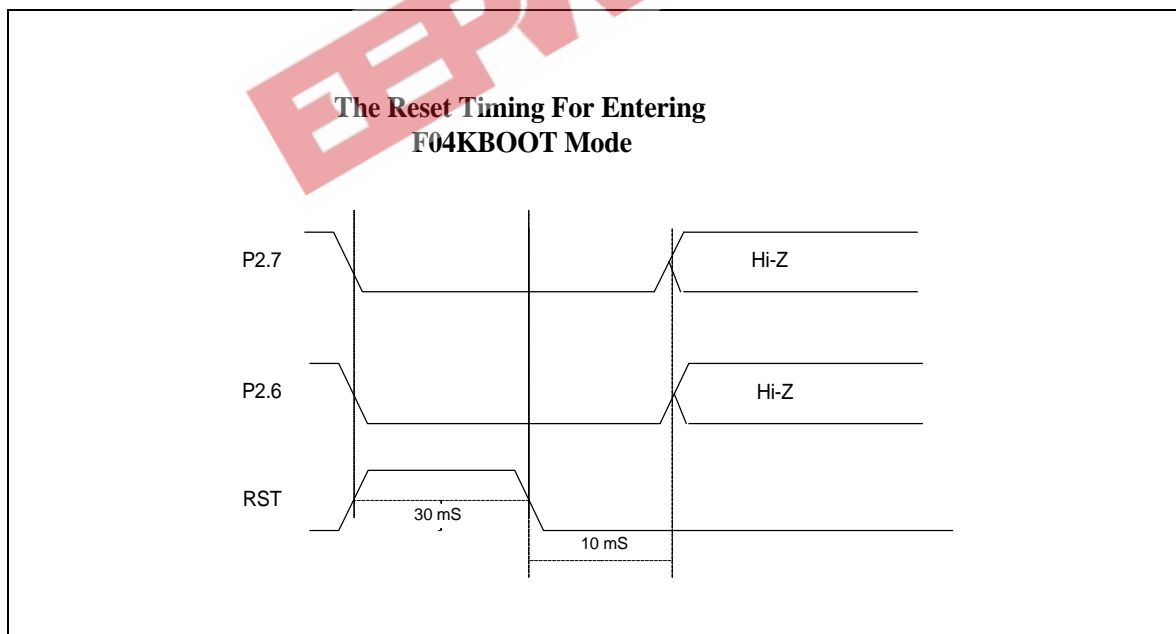 The Reset Timing For Entering
F04KBOOT Mode
P2.7
Hi-Z
P2.6
Hi-Z
RST
30 mS
10 mS